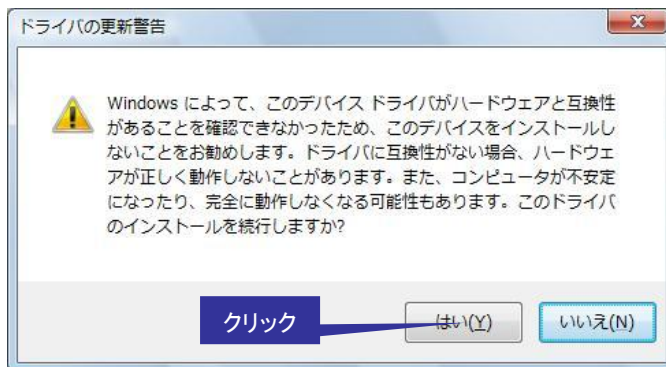 ドライバの更新警告
Windows によって、このデバイス ドライバがハードウェアと互換性
があることを確認できなかったため、このデバイスをインストールし
ないことをお勧めします。ドライバに互換性がない場合、ハードウェ
アが正しく動作しないことがあります。また、コンピュータが不安定
になったり、完全に動作しなくなる可能性もあります。このドライバ
のインストールを続行しますか?
クリック
はい(Y)
いいえ(N)